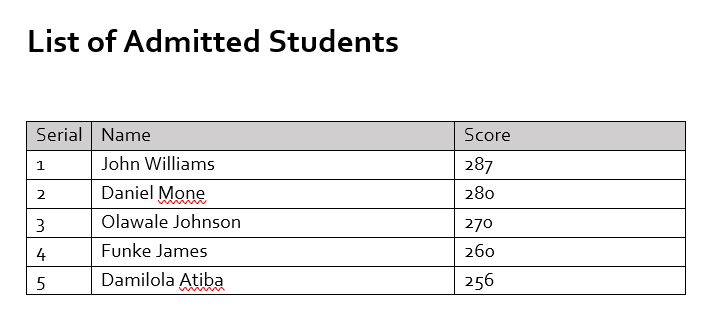 List of Admitted Students
Serial Name Score
1 John Williams 287
2 Daniel Mone 280
3 Olawale Johnson 270
4 Funke James 260
5 Damilola Atiba 256